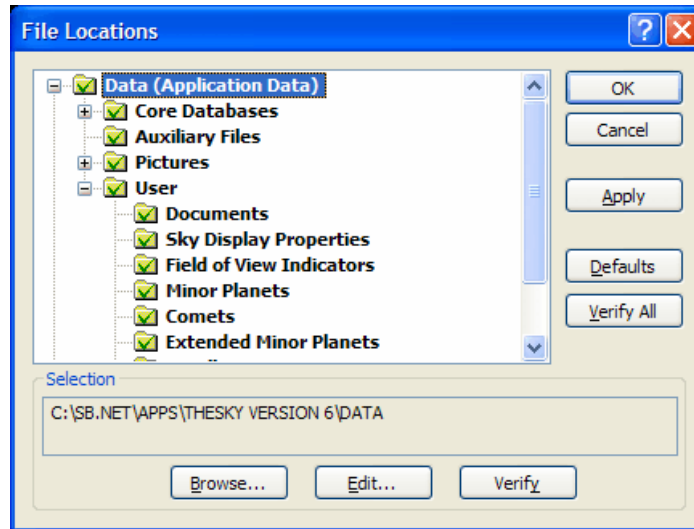 File Locations
Data (Application Data)
Core Databases
Auxiliary Files
Pictures
User
Documents
Sky Display Properties
Field of View Indicators
Minor Planets
Comets
Extended Minor Planets
OK
Cancel
Apply
Defaults
Verify All
Selection
C:\SB.NET\APPS\THESKY VERSION 6\DATA
Browse...
Edit...
Verify